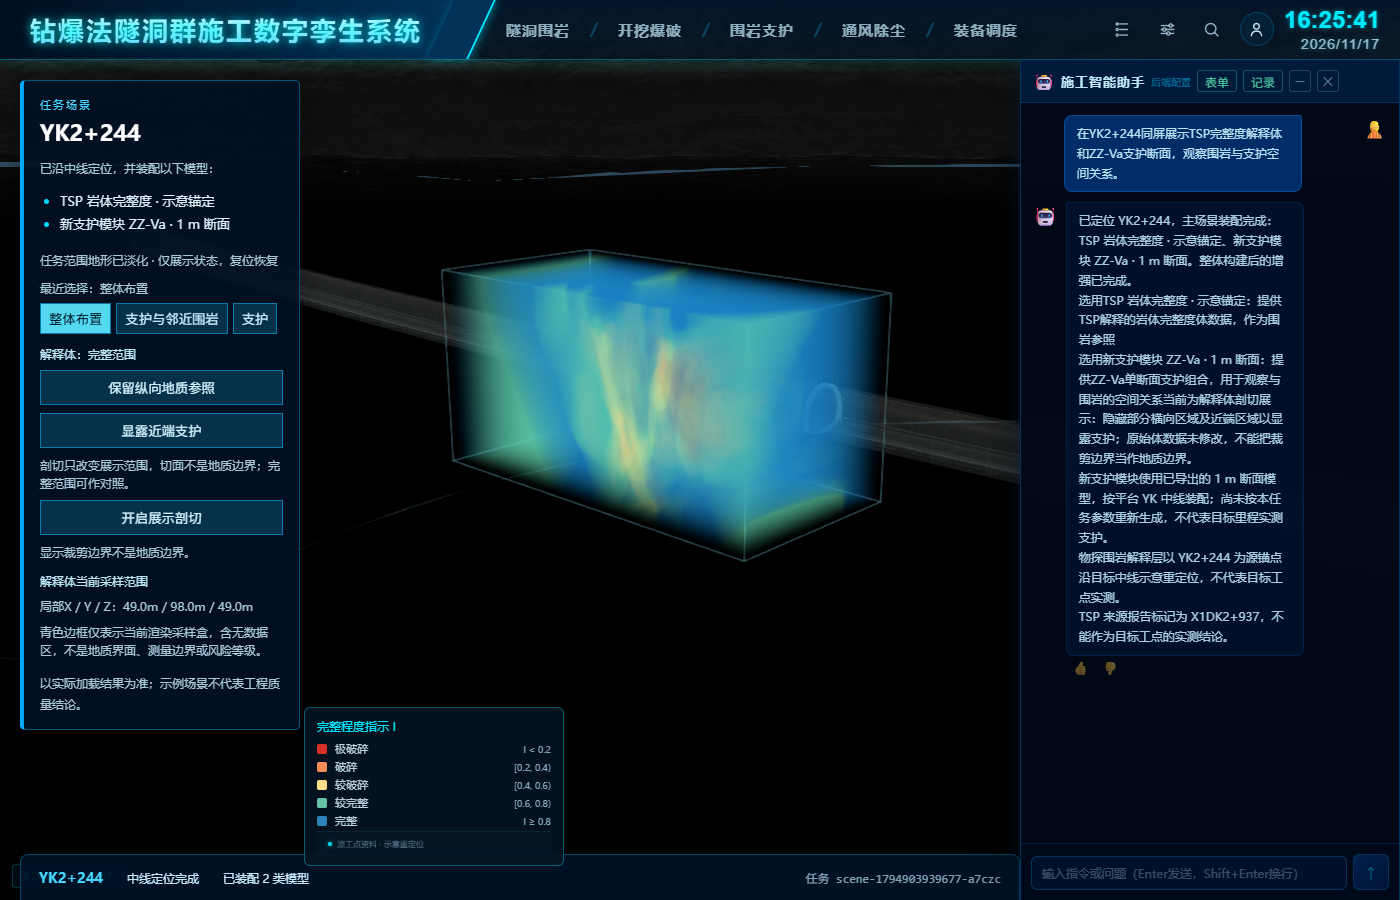 钻爆法隧洞群施工数字孪生系统
隧洞围岩 / 开挖爆破 / 围岩支护 / 通风除尘 / 装备调度
16:25:41
2026/11/17
任务场景
YK2+244
已沿中线定位，并装配以下模型：
TSP 岩体完整度 · 示意锚定
新支护模块 ZZ-Va · 1 m 断面
任务范围地形已淡化 · 仅展示状态，复位恢复
最近选择：整体布置
整体布置 支护与邻近围岩 支护
解释体：完整范围
保留纵向地质参照
显露近端支护
剖切只改变展示范围，切面不是地质边界；完
整范围可作对照。
开启展示剖切
显示裁剪边界不是地质边界。
解释体当前采样范围
局部X / Y / Z：49.0m / 98.0m / 49.0m
青色边框仅表示当前渲染采样盒，含无数据
区，不是地质界面、测量边界或风险等级。
以实际加载结果为准；示例场景不代表工程质
量结论。
完整程度指示 I
极破碎 I < 0.2
破碎 [0.2, 0.4)
较破碎 [0.4, 0.6)
较完整 [0.6, 0.8)
完整 I ≥ 0.8
源工点资料 · 示意重定位
YK2+244 中线定位完成 已装配 2 类模型 任务 scene-1794903939677-a7czc
施工智能助手 后端配置 表单 记录
在YK2+244同屏展示TSP完整度解释体
和ZZ-Va支护断面，观察围岩与支护空
间关系。
已定位 YK2+244，主场景装配完成：
TSP 岩体完整度 · 示意锚定、新支护模
块 ZZ-Va · 1 m 断面。整体构建后的增
强已完成。
选用TSP 岩体完整度 · 示意锚定：提供
TSP解释的岩体完整度体数据，作为围
岩参照
选用新支护模块 ZZ-Va · 1 m 断面：提
供ZZ-Va单断面支护组合，用于观察与
围岩的空间关系当前为解释体剖切展
示：隐藏部分横向区域及近端区域以显
露支护；原始体数据未修改，不能把裁
剪边界当作地质边界。
新支护模块使用已导出的 1 m 断面模
型，按平台 YK 中线装配；尚未按本任
务参数重新生成，不代表目标里程实测
支护。
物探围岩解释层以 YK2+244 为源锚点
沿目标中线示意重定位，不代表目标工
点实测。
TSP 来源报告标记为 X1DK2+937，不
能作为目标工点的实测结论。
输入指令或问题（Enter发送，Shift+Enter换行）